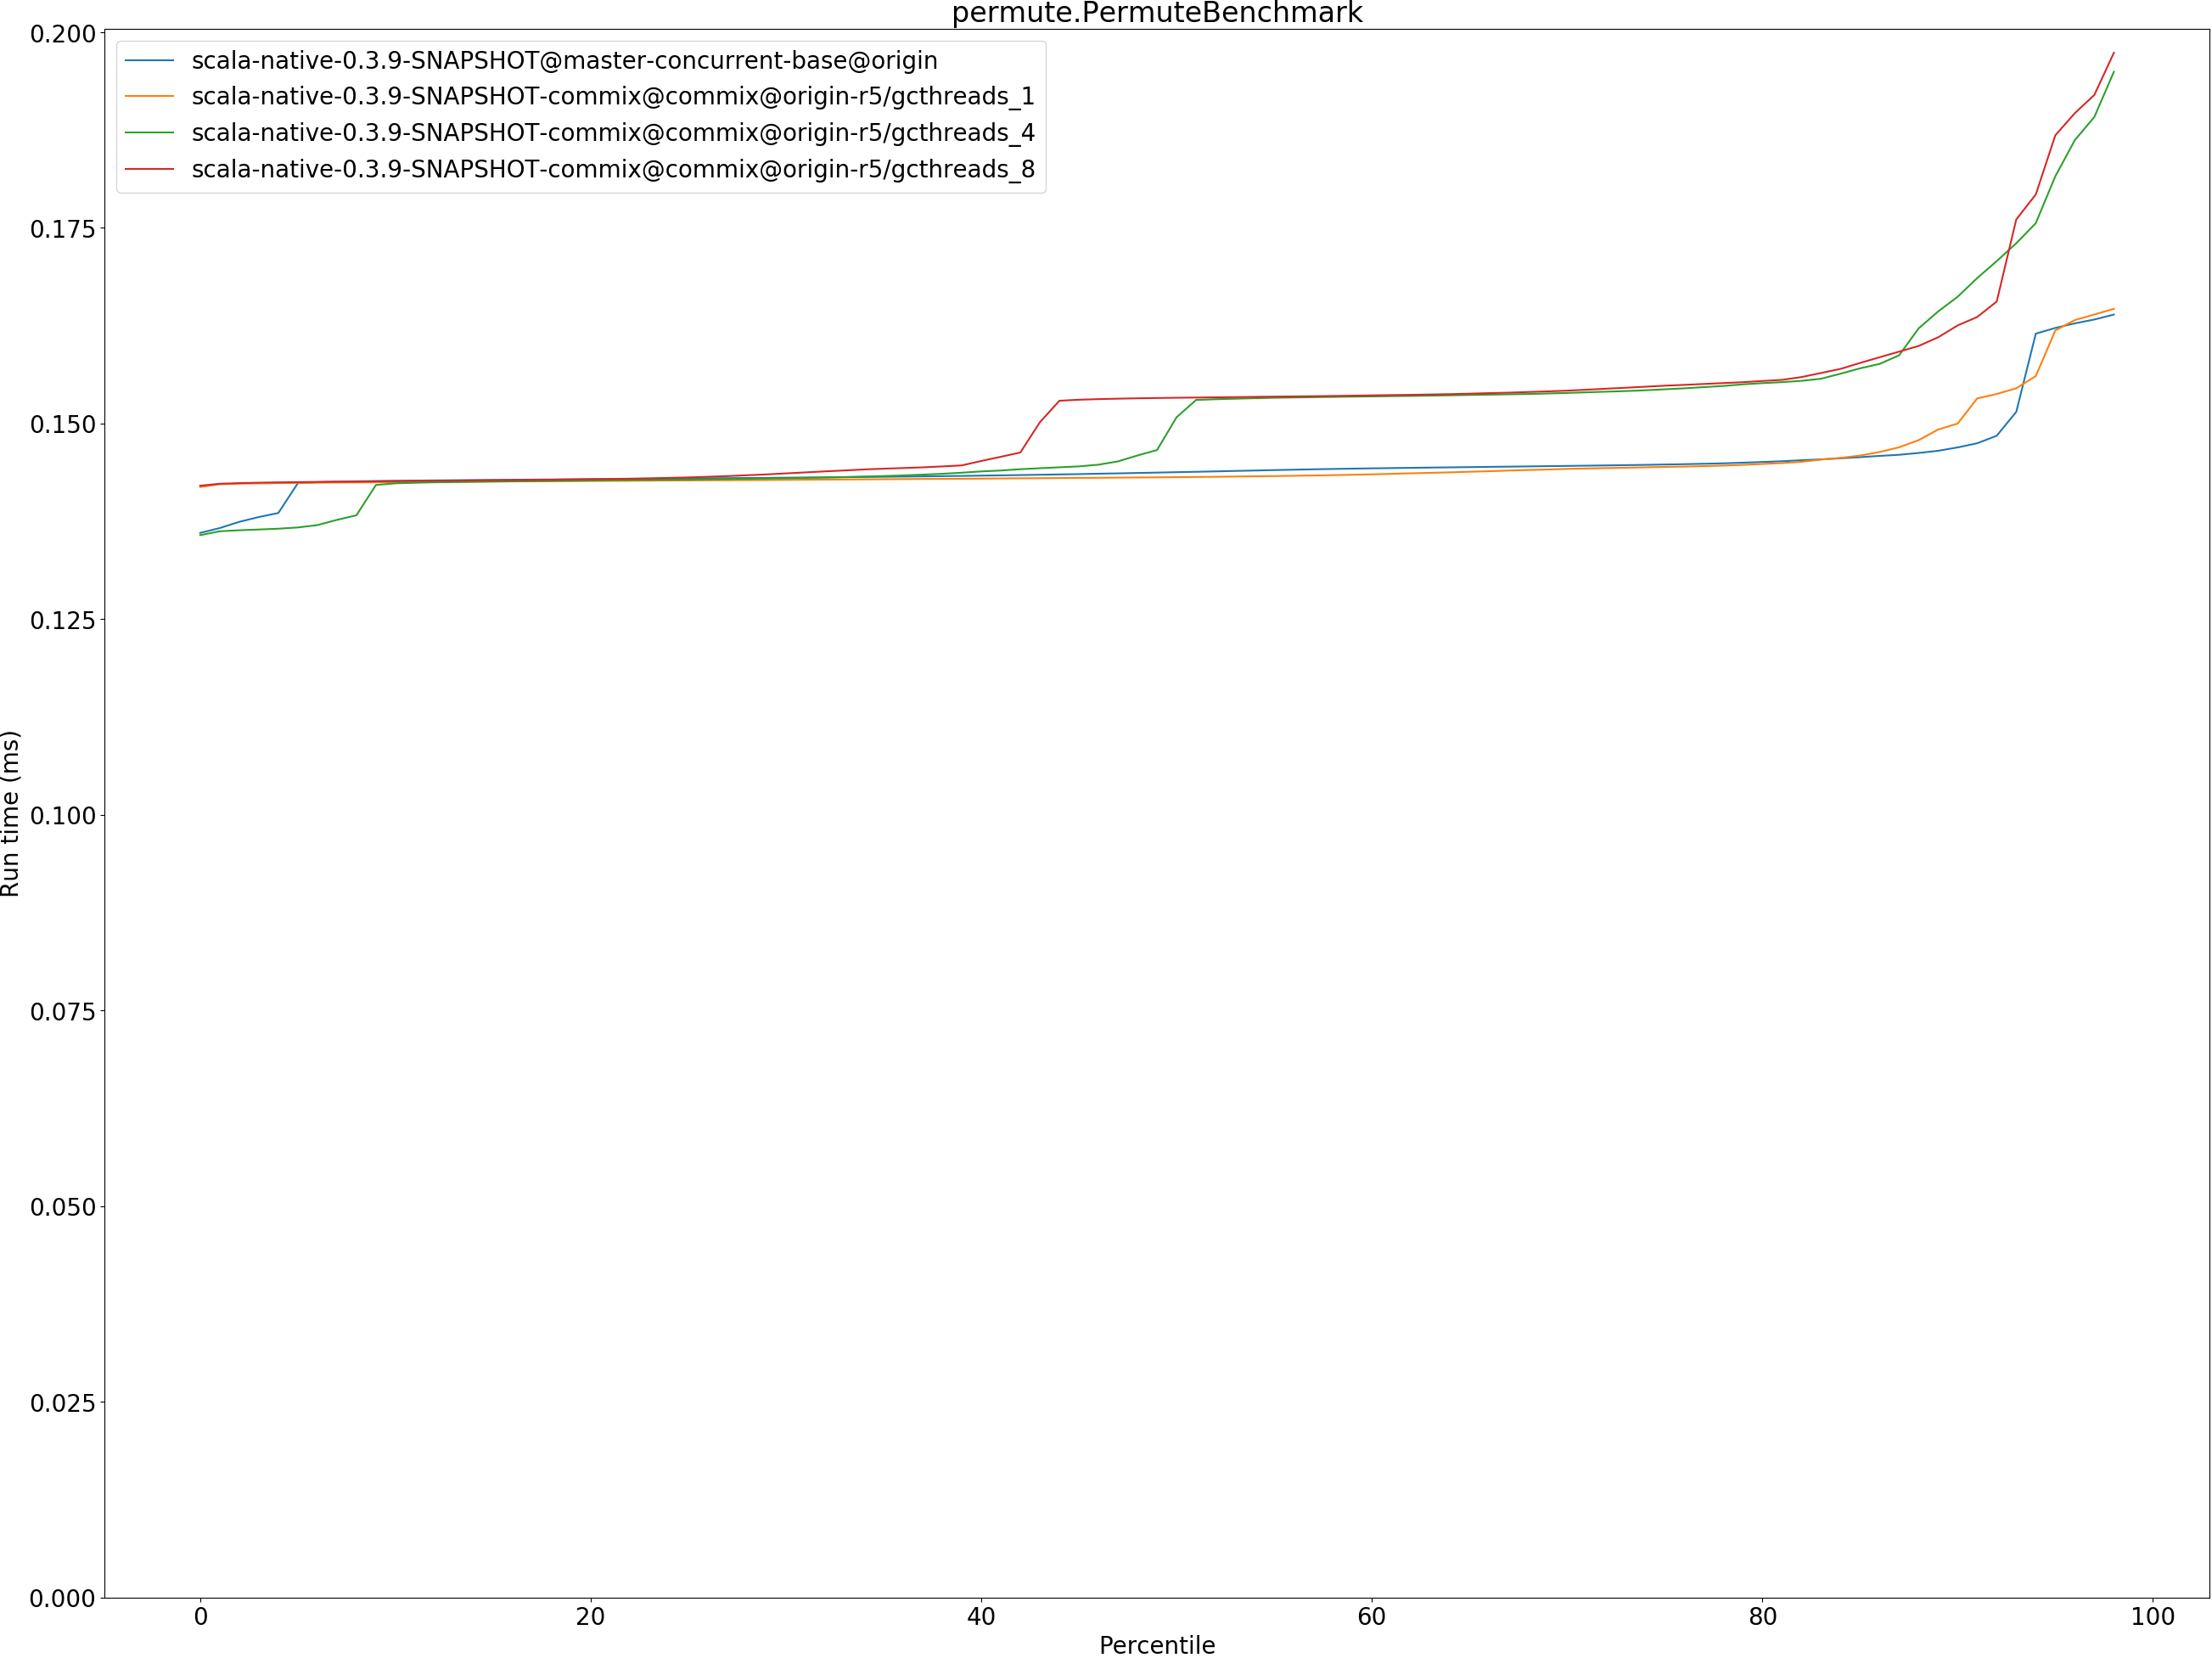 permute.PermuteBenchmark
scala-native-0.3.9-SNAPSHOT@master-concurrent-base@origin
scala-native-0.3.9-SNAPSHOT-commix@commix@origin-r5/gcthreads_1
scala-native-0.3.9-SNAPSHOT-commix@commix@origin-r5/gcthreads_4
scala-native-0.3.9-SNAPSHOT-commix@commix@origin-r5/gcthreads_8
Run time (ms)
0.200
0.175
0.150
0.125
0.100
0.075
0.050
0.025
0.000
0 20 40 60 80 100
Percentile